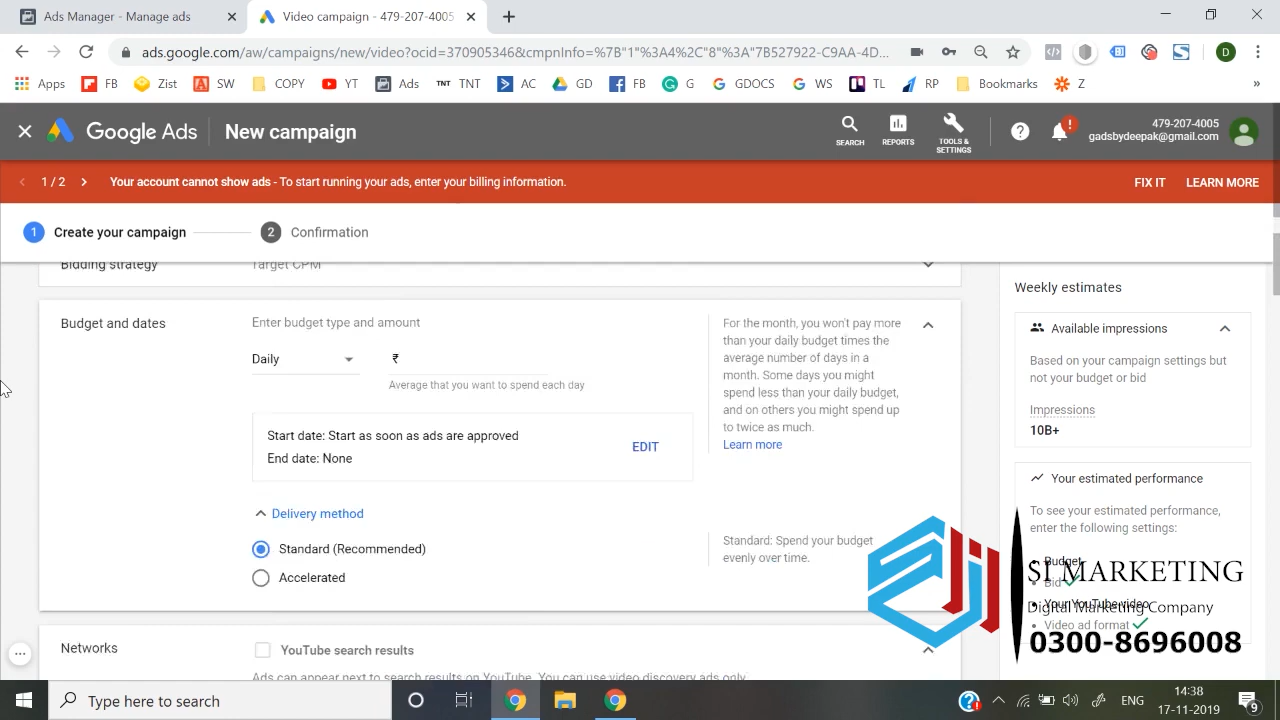 Ads Manager - Manage ads
Video campaign - 479-207-4005
ads.google.com/aw/campaigns/new/video?ocid=370905346&cmpnInfo=%7B"1"%3A4%2C"8"%3A"7B527922-C9AA-4D...
D
Apps FB Zist SW COPY YT Ads TNT TNT AC GD FB G GDOCS WS TL RP Bookmarks Z »
Google Ads New campaign
SEARCH REPORTS TOOLS & SETTINGS
479-207-4005
gadsbydeepak@gmail.com
1 / 2 Your account cannot show ads - To start running your ads, enter your billing information. FIX IT LEARN MORE
1 Create your campaign 2 Confirmation
Bidding strategy Target CPM
Budget and dates
Enter budget type and amount
Daily ₹
Average that you want to spend each day
For the month, you won't pay more
than your daily budget times the
average number of days in a
month. Some days you might
spend less than your daily budget,
and on others you might spend up
to twice as much.
Learn more
Start date: Start as soon as ads are approved
End date: None
EDIT
Delivery method
Standard (Recommended)
Accelerated
Standard: Spend your budget
evenly over time.
Networks
YouTube search results
Ads can appear next to search results on YouTube. You can use video discovery ads only.
Weekly estimates
Available impressions
Based on your campaign settings but
not your budget or bid
Impressions
10B+
Your estimated performance
To see your estimated performance,
enter the following settings:
Budget
Bid
Your YouTube video
Video ad format
SI MARKETING
Digital Marketing Company
0300-8696008
Type here to search
ENG
14:38
17-11-2019
9